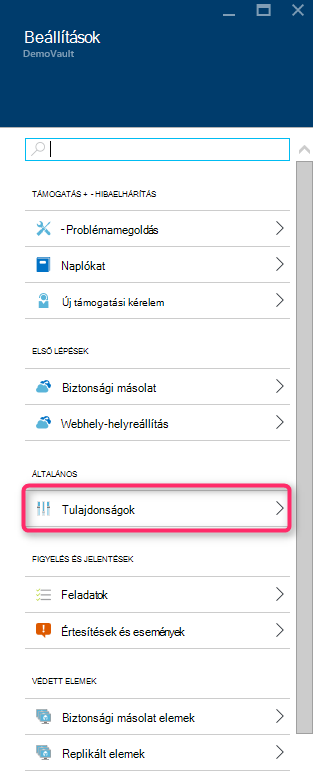 Beállítások
DemoVault
TÁMOGATÁS + - HIBAELHÁRÍTÁS
- Problémamegoldás
Naplókat
Új támogatási kérelem
ELSŐ LÉPÉSEK
Biztonsági másolat
Webhely-helyreállítás
ÁLTALÁNOS
Tulajdonságok
FIGYELÉS ÉS JELENTÉSEK
Feladatok
Értesítések és események
VÉDETT ELEMEK
Biztonsági másolat elemek
Replikált elemek